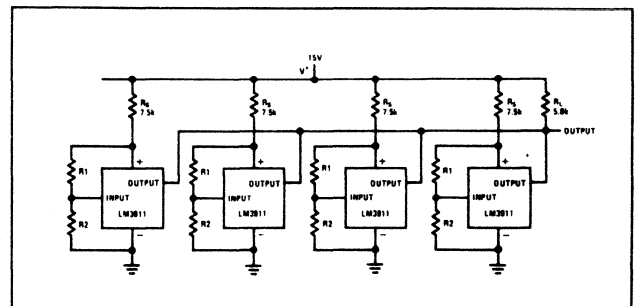 15V
V+
RS 7.5k
RS 7.5k
RS 7.5k
RS 7.5k
RL 5.8k
OUTPUT
R1
R1
R1
R1
+
+
+
+
OUTPUT
OUTPUT
OUTPUT
OUTPUT
INPUT
INPUT
INPUT
INPUT
LM3911
LM3911
LM3911
LM3911
R2
R2
R2
R2
−
−
−
−